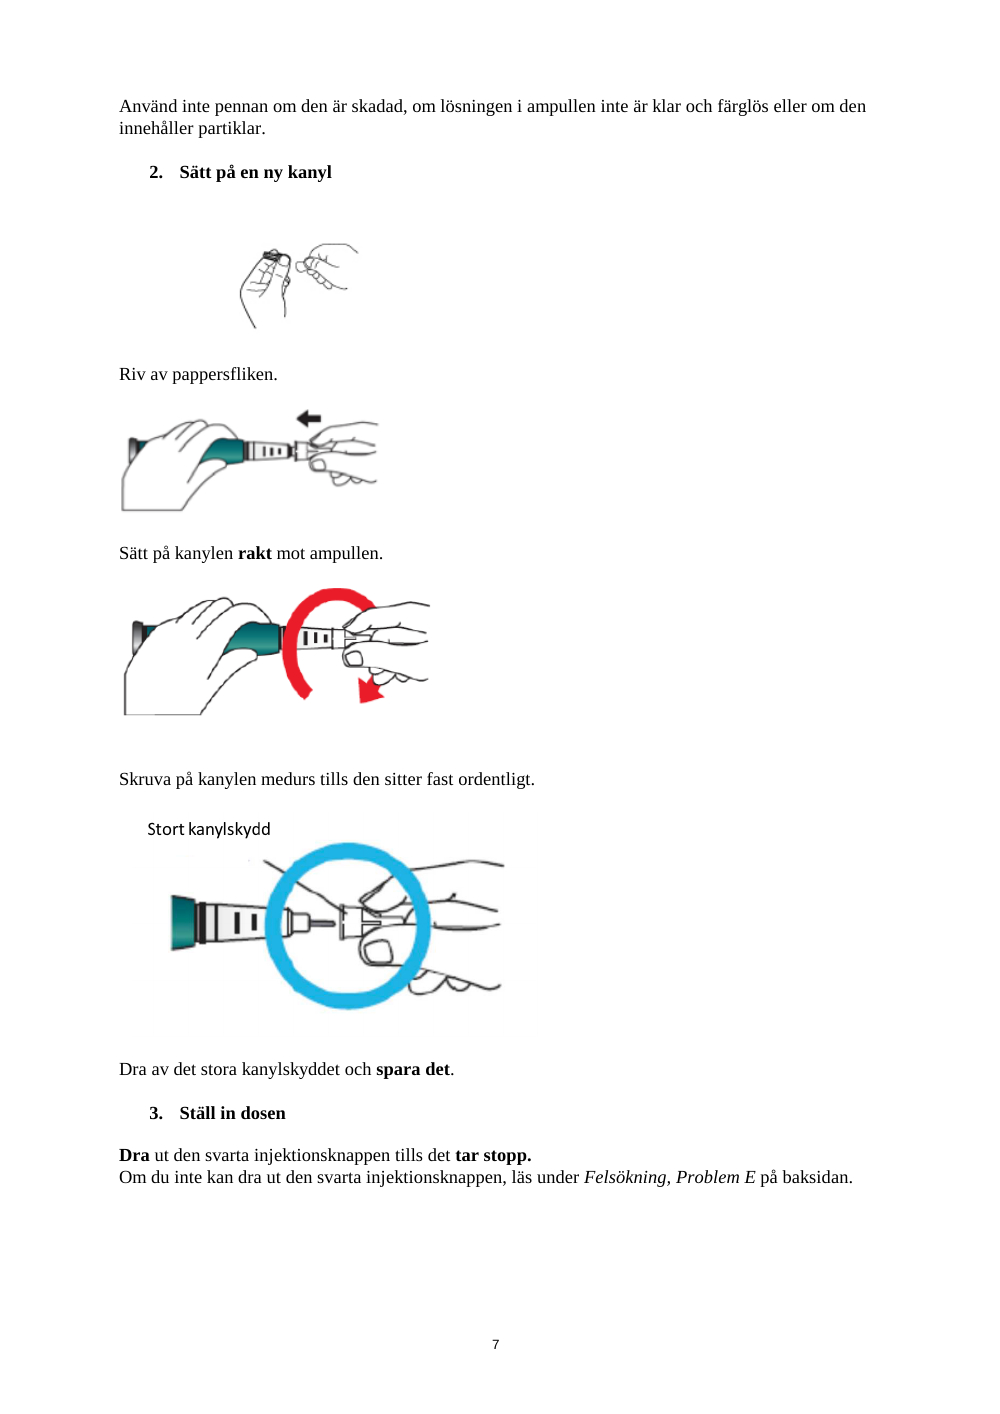 Använd inte pennan om den är skadad, om lösningen i ampullen inte är klar och färglös eller om den
innehåller partiklar.
2. Sätt på en ny kanyl
Riv av pappersfliken.
Sätt på kanylen rakt mot ampullen.
Skruva på kanylen medurs tills den sitter fast ordentligt.
Stort kanylskydd
Dra av det stora kanylskyddet och spara det.
3. Ställ in dosen
Dra ut den svarta injektionsknappen tills det tar stopp.
Om du inte kan dra ut den svarta injektionsknappen, läs under Felsökning, Problem E på baksidan.
7